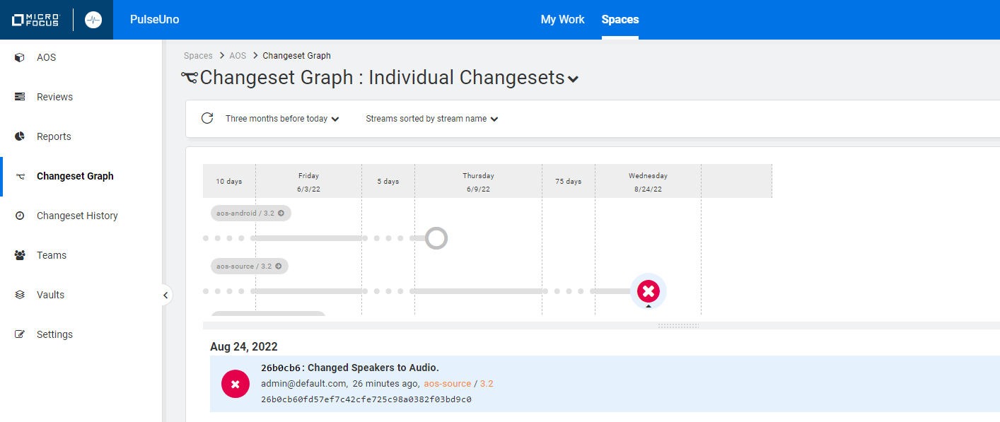 MICRO
FOCUS
PulseUno
My Work
Spaces
AOS
Reviews
Reports
Changeset Graph
Changeset History
Teams
Vaults
Settings
Spaces > AOS > Changeset Graph
Changeset Graph : Individual Changesets
Three months before today
Streams sorted by stream name
10 days
Friday
6/3/22
5 days
Thursday
6/9/22
75 days
Wednesday
8/24/22
aos-android / 3.2
aos-source / 3.2
Aug 24, 2022
26b0cb6: Changed Speakers to Audio.
admin@default.com, 26 minutes ago, aos-source / 3.2
26b0cb60fd57ef7c42cfe725c98a0382f03bd9c0